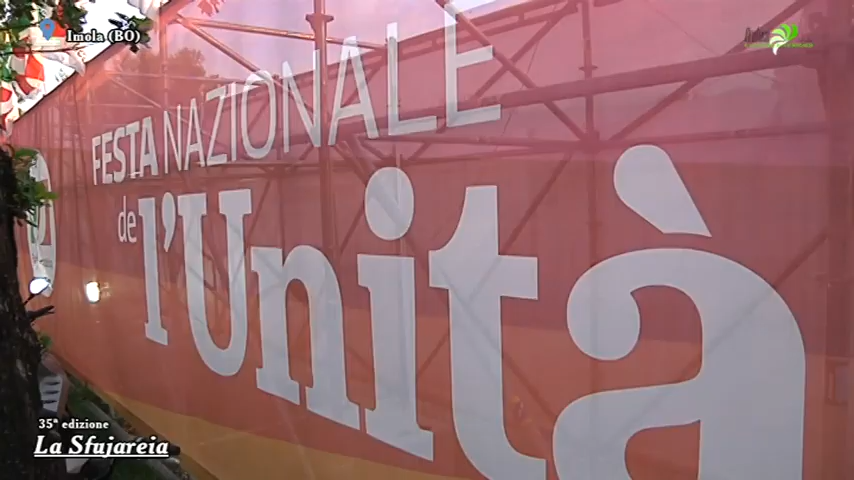 Imola (BO)
FESTA NAZIONALE
de l'Unità
35ª edizione
La Sfujareia